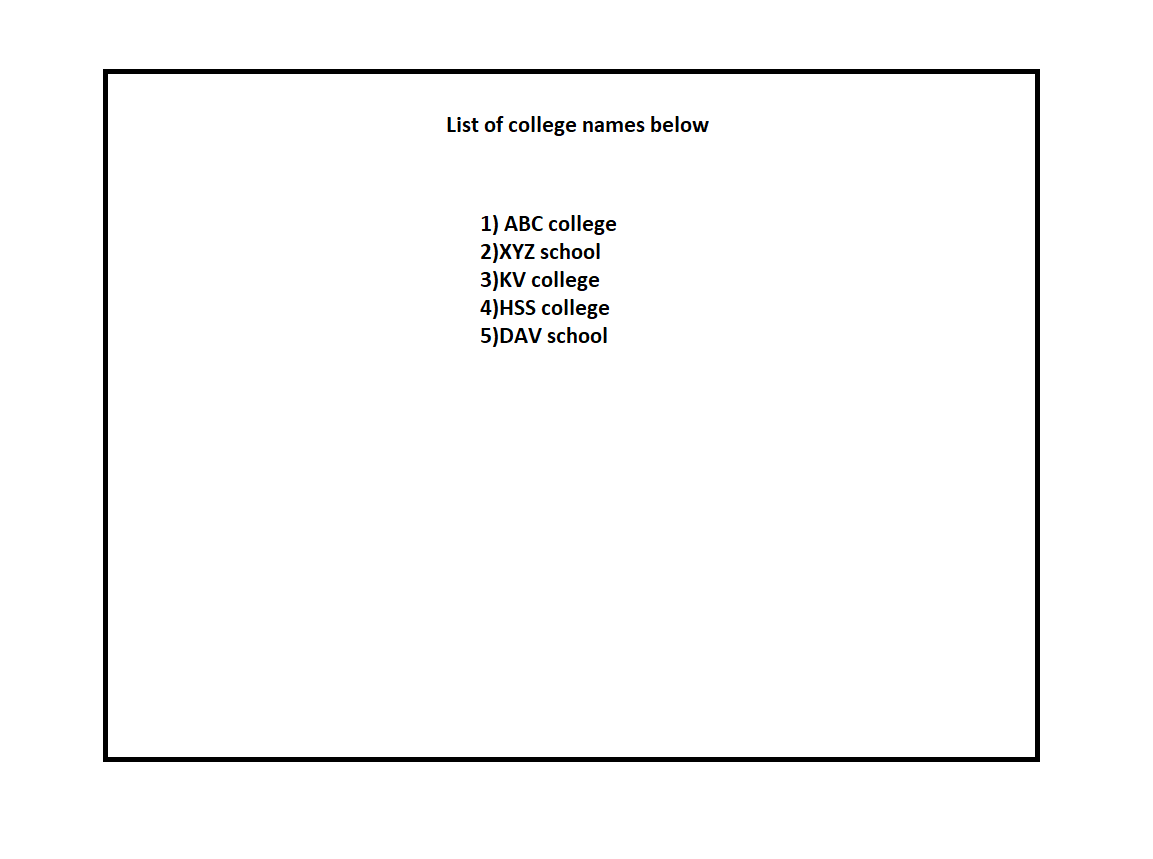 List of college names below
1) ABC college
2)XYZ school
3)KV college
4)HSS college
5)DAV school